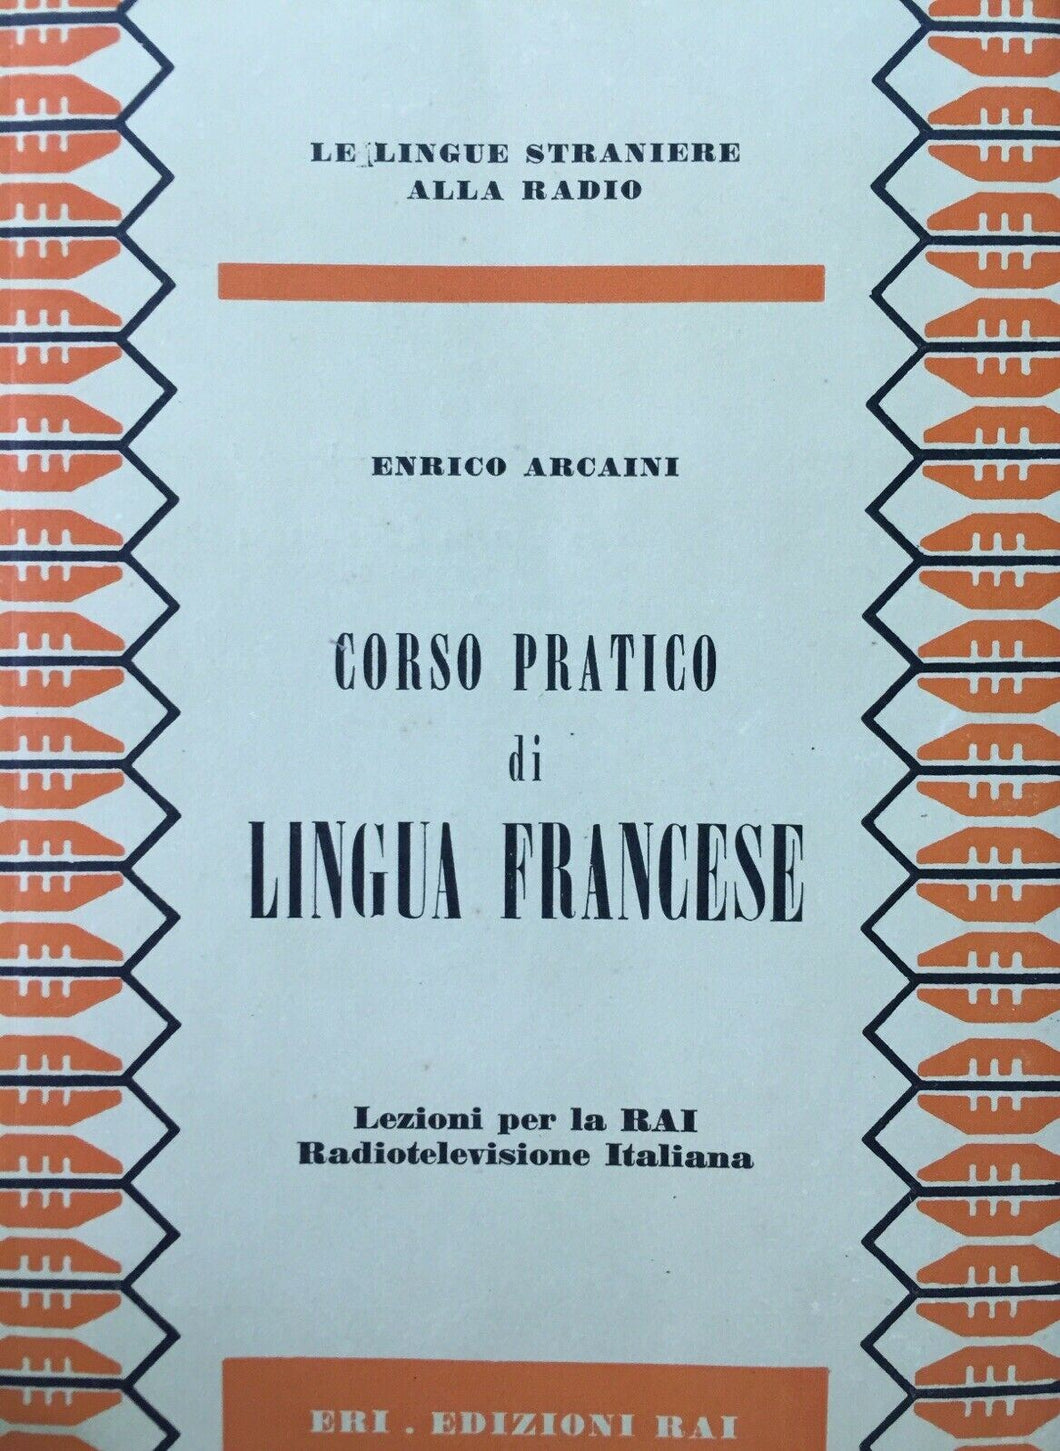 LE LINGUE STRANIERE
ALLA RADIO
ENRICO ARCAINI
CORSO PRATICO
di
LINGUA FRANCESE
Lezioni per la RAI
Radiotelevisione Italiana
ERI . EDIZIONI RAI